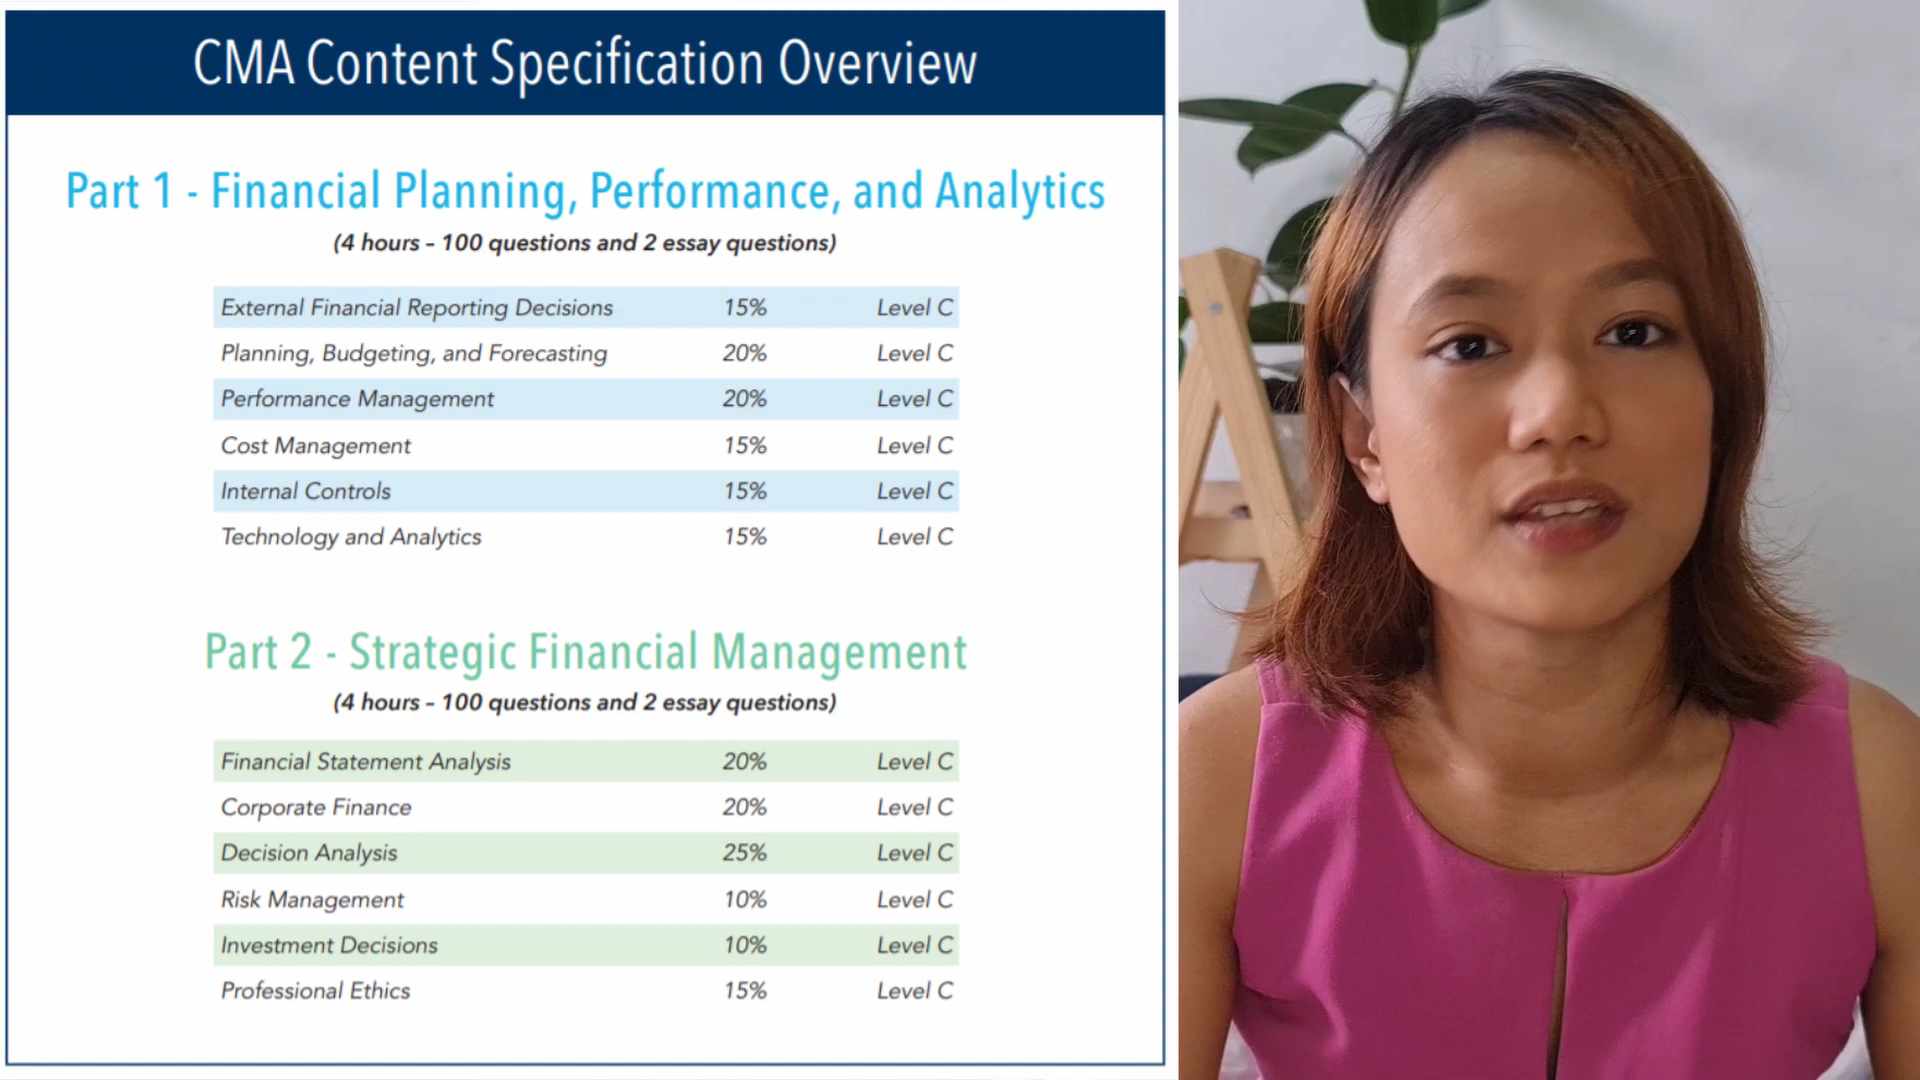 CMA Content Specification Overview
Part 1 - Financial Planning, Performance, and Analytics
(4 hours – 100 questions and 2 essay questions)
External Financial Reporting Decisions 15% Level C
Planning, Budgeting, and Forecasting 20% Level C
Performance Management 20% Level C
Cost Management 15% Level C
Internal Controls 15% Level C
Technology and Analytics 15% Level C
Part 2 - Strategic Financial Management
(4 hours – 100 questions and 2 essay questions)
Financial Statement Analysis 20% Level C
Corporate Finance 20% Level C
Decision Analysis 25% Level C
Risk Management 10% Level C
Investment Decisions 10% Level C
Professional Ethics 15% Level C